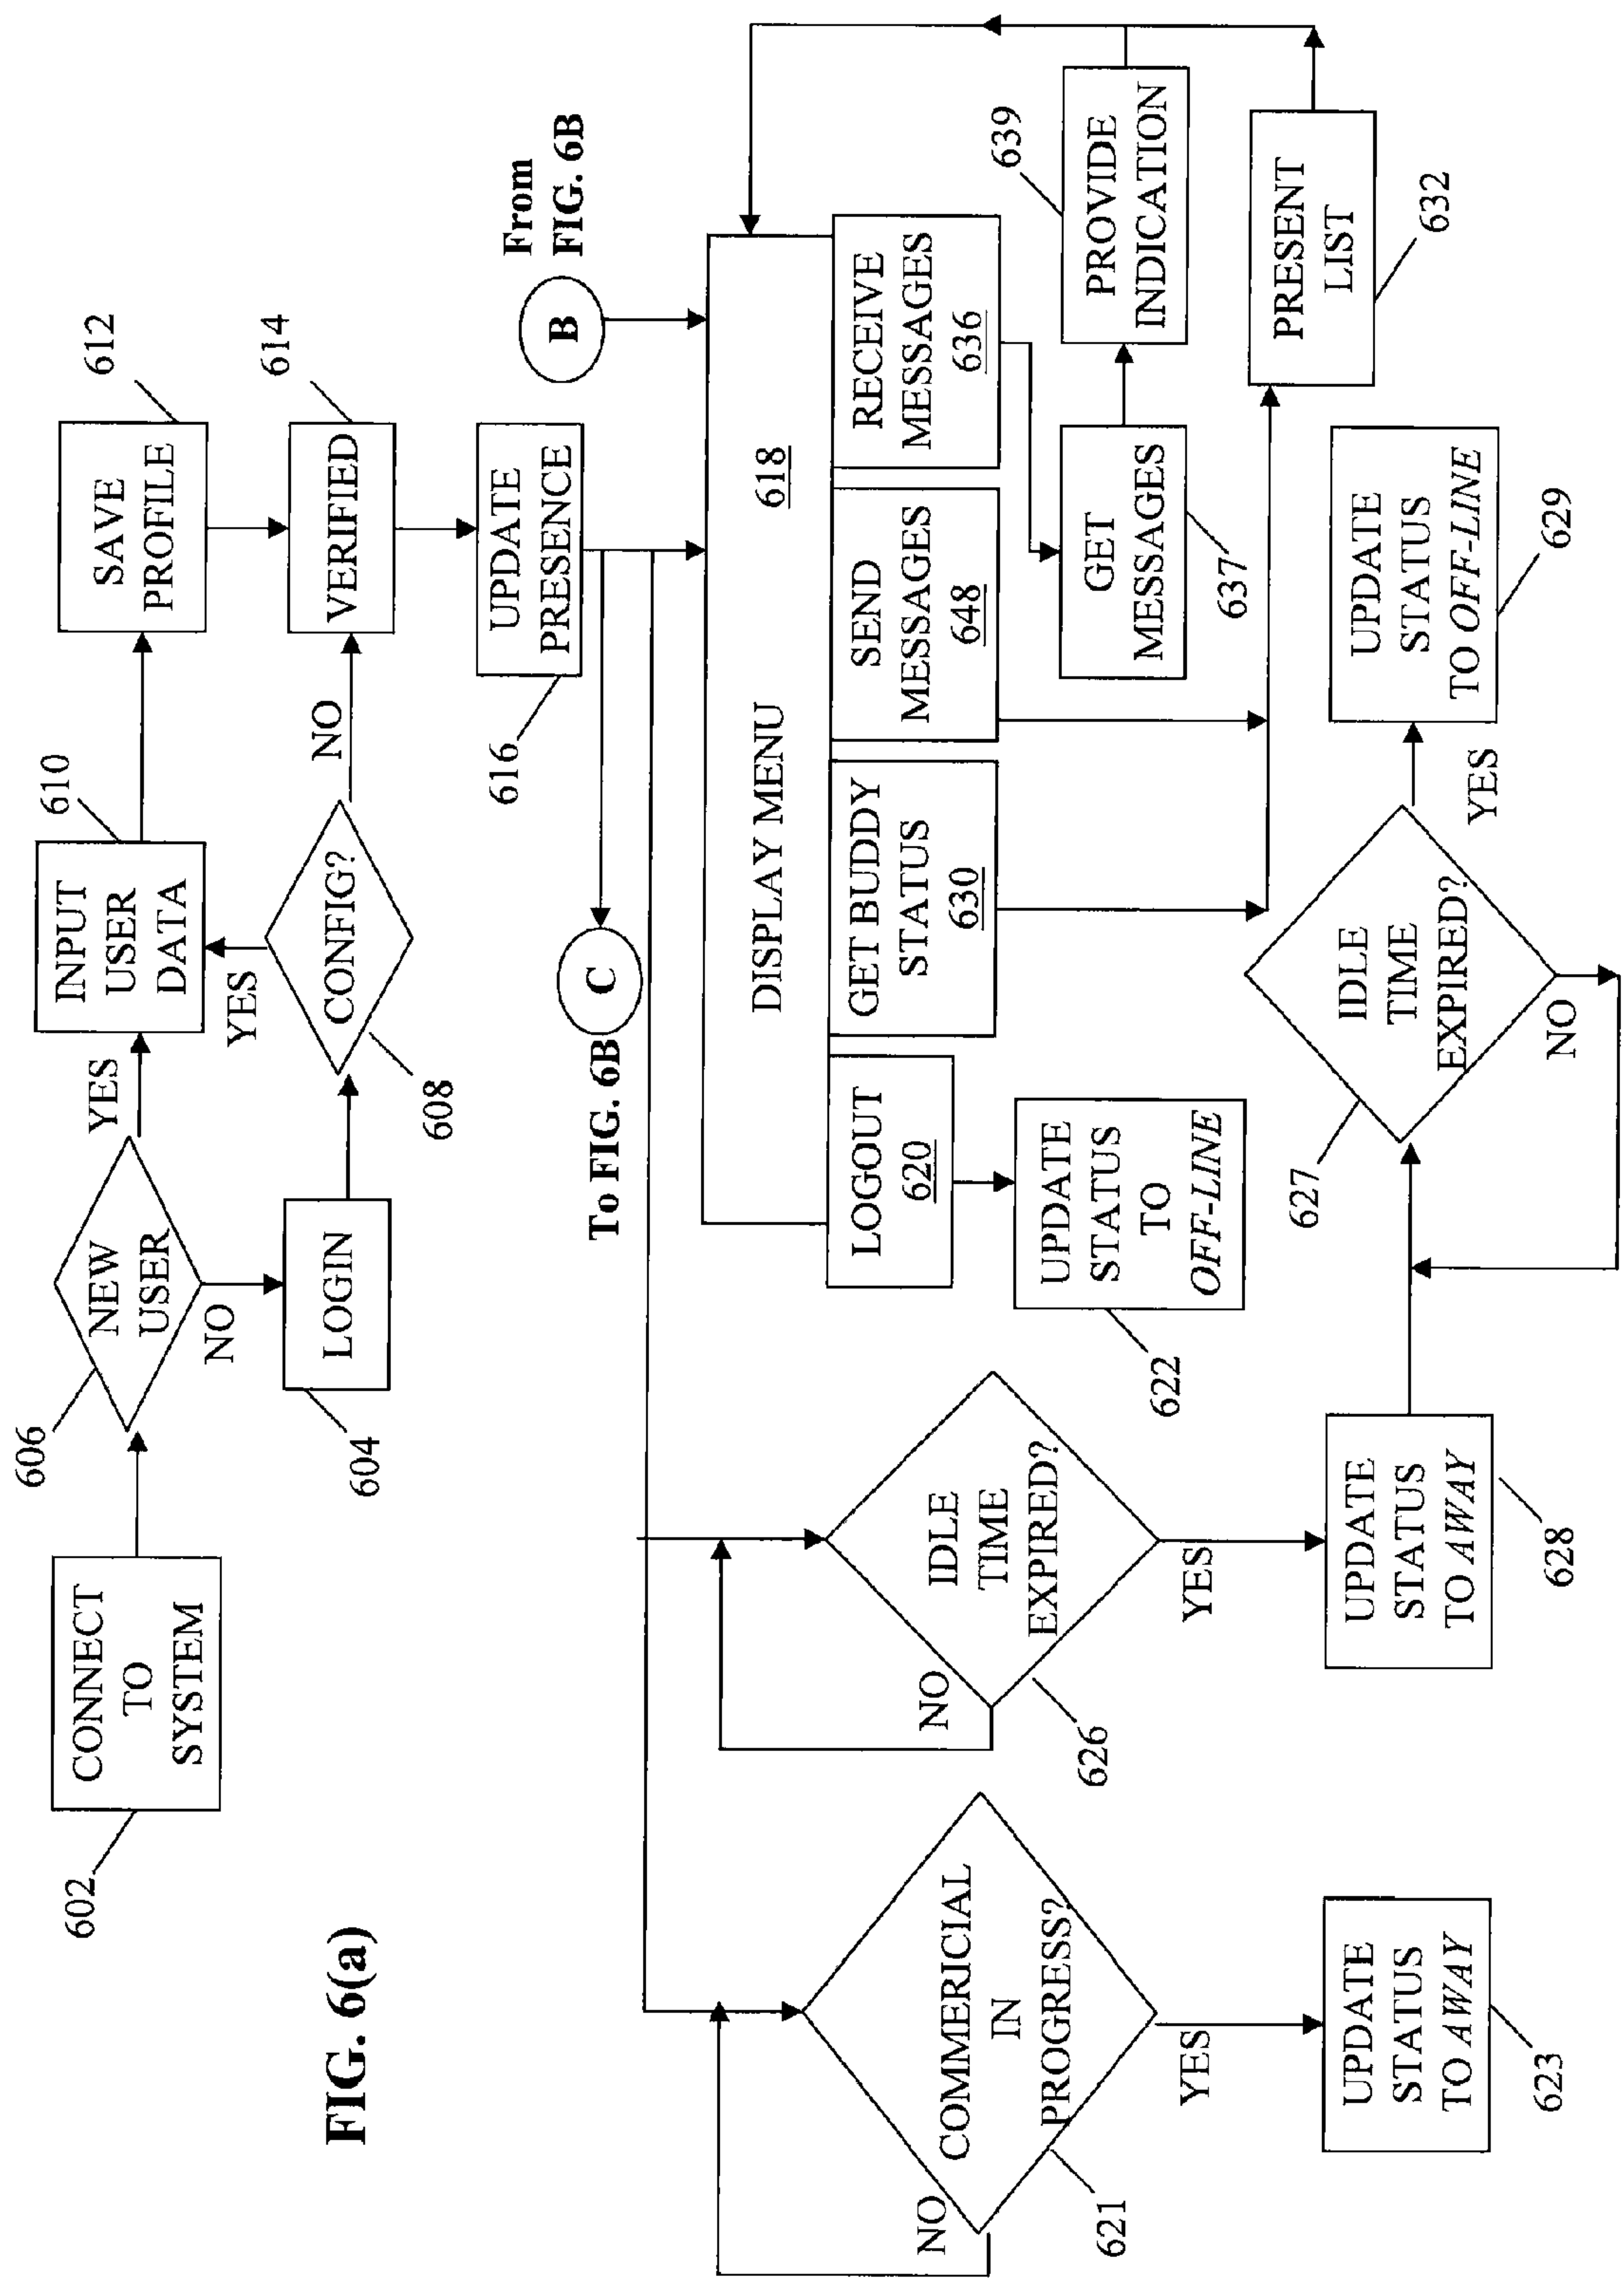 FIG. 6(a)
602
CONNECT
TO
SYSTEM
606
NEW
USER
YES
NO
604
LOGIN
610
INPUT
USER
DATA
YES
CONFIG?
608
NO
612
SAVE
PROFILE
614
VERIFIED
616
UPDATE
PRESENCE
To FIG. 6B
C
B
From
FIG. 6B
DISPLAY MENU 618
LOGOUT
620
GET BUDDY
STATUS
630
SEND
MESSAGES
648
RECEIVE
MESSAGES
636
UPDATE
STATUS
TO
OFF-LINE
622
GET
MESSAGES
637
639
PROVIDE
INDICATION
PRESENT
LIST
632
NO
COMMERICIAL
IN
PROGRESS?
621
YES
UPDATE
STATUS
TO AWAY
623
NO
IDLE
TIME
EXPIRED?
626
YES
UPDATE
STATUS
TO AWAY
628
627
IDLE
TIME
EXPIRED?
NO
YES
UPDATE
STATUS
TO OFF-LINE
629